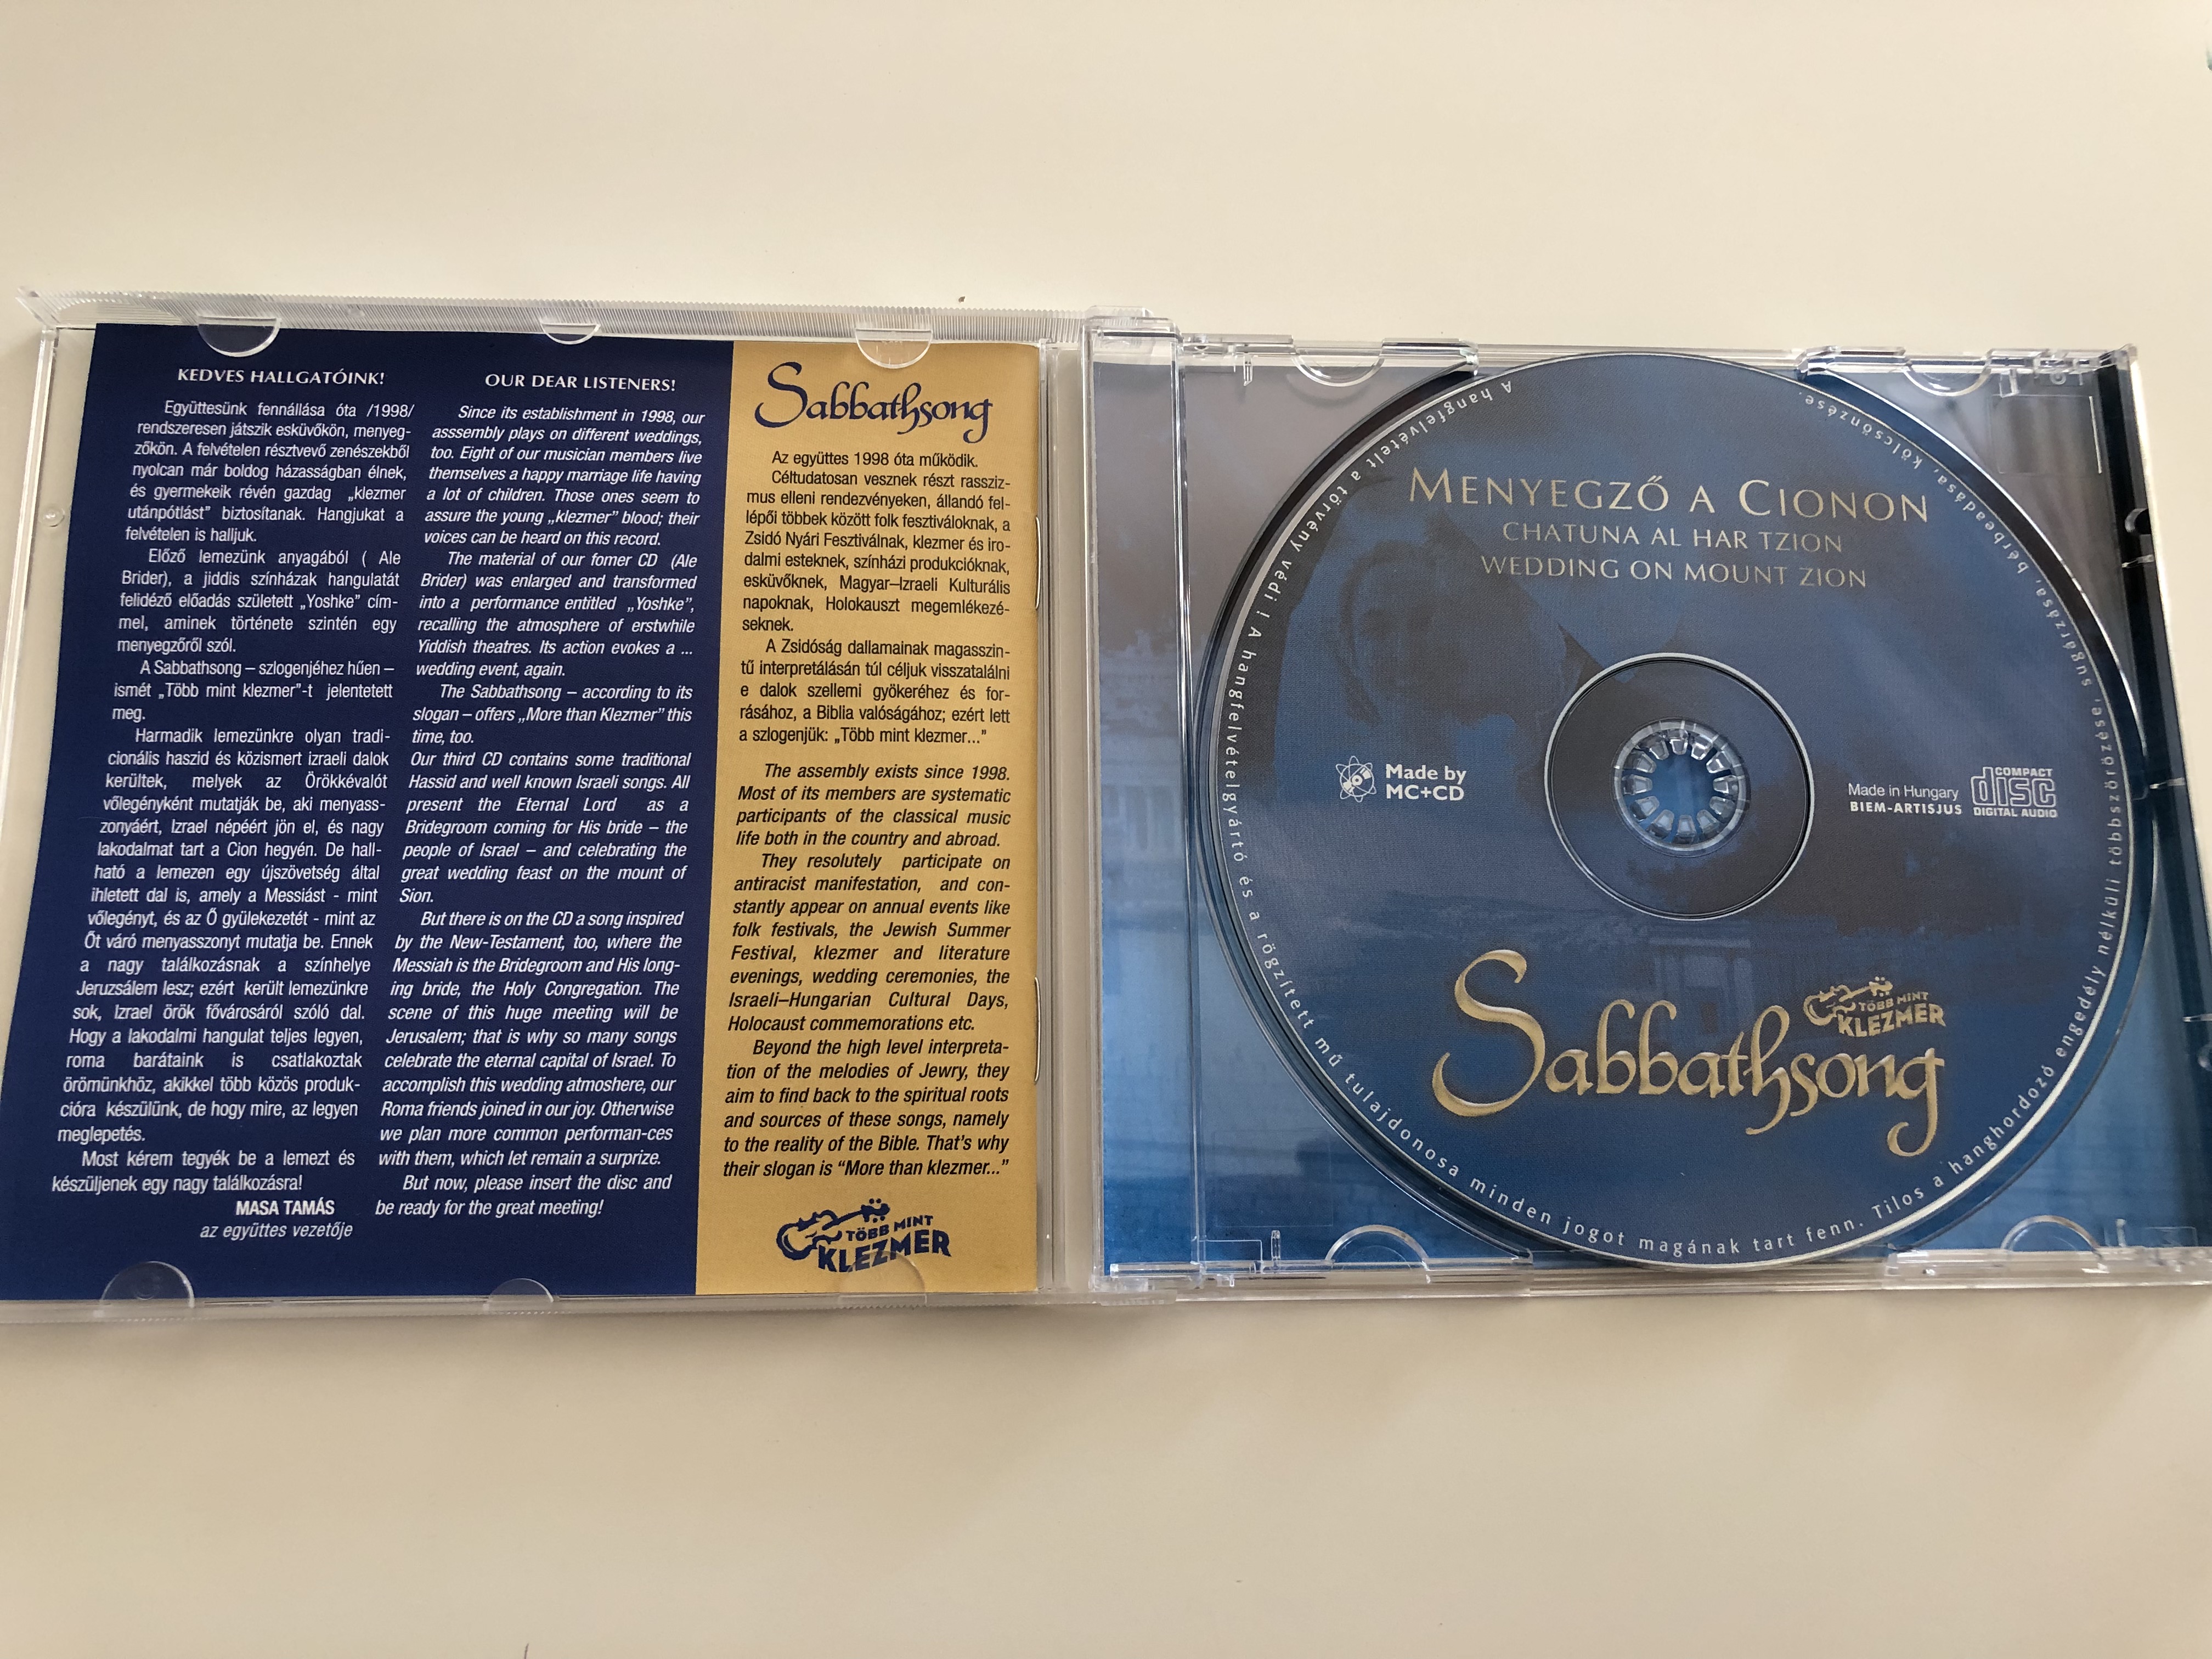 KEDVES HALLGATÓINK!
Együttesünk fennállása óta /1998/
rendszeresen játszik esküvőkön, menyeg-
zőkön. A felvételen résztvevő zenészekből
nyolcan már boldog házasságban élnek,
és gyermekeik révén gazdag „klezmer
utánpótlást” biztosítanak. Hangjukat a
felvételen is halljuk.
Előző lemezünk anyagából ( Ale
Brider), a jiddis színházak hangulatát
felidéző előadás született „Yoshke” cím-
mel, aminek története szintén egy
menyegzőről szól.
A Sabbathsong – szlogenjéhez hűen –
ismét „Több mint klezmer”-t jelentetett
meg.
Harmadik lemezünkre olyan tradi-
cionális haszid és közismert izraeli dalok
kerültek, melyek az Örökkévalót
vőlegényként mutatják be, aki menyass-
zonyáért, Izrael népéért jön el, és nagy
lakodalmat tart a Cion hegyén. De hall-
ható a lemezen egy újszövetség által
ihletett dal is, amely a Messiást - mint
vőlegényt, és az Ő gyülekezetét - mint az
Őt váró menyasszonyt mutatja be. Ennek
a nagy találkozásnak a színhelye
Jeruzsálem lesz; ezért került lemezünkre
sok, Izrael örök fővárosáról szóló dal.
Hogy a lakodalmi hangulat teljes legyen,
roma barátaink is csatlakoztak
örömünkhöz, akikkel több közös produk-
cióra készülünk, de hogy mire, az legyen
meglepetés.
Most kérem tegyék be a lemezt és
készüljenek egy nagy találkozásra!
MASA TAMÁS
az együttes vezetője
OUR DEAR LISTENERS!
Since its establishment in 1998, our
asssembly plays on different weddings,
too. Eight of our musician members live
themselves a happy marriage life having
a lot of children. Those ones seem to
assure the young „klezmer” blood; their
voices can be heard on this record.
The material of our fomer CD (Ale
Brider) was enlarged and transformed
into a performance entitled „Yoshke”,
recalling the atmosphere of erstwhile
Yiddish theatres. Its action evokes a ...
wedding event, again.
The Sabbathsong – according to its
slogan – offers „More than Klezmer” this
time, too.
Our third CD contains some traditional
Hassid and well known Israeli songs. All
present the Eternal Lord as a
Bridegroom coming for His bride – the
people of Israel – and celebrating the
great wedding feast on the mount of
Sion.
But there is on the CD a song inspired
by the New-Testament, too, where the
Messiah is the Bridegroom and His long-
ing bride, the Holy Congregation. The
scene of this huge meeting will be
Jerusalem; that is why so many songs
celebrate the eternal capital of Israel. To
accomplish this wedding atmoshere, our
Roma friends joined in our joy. Otherwise
we plan more common performan-ces
with them, which let remain a surprize.
But now, please insert the disc and
be ready for the great meeting!
Sabbathsong
Az együttes 1998 óta működik.
Céltudatosan vesznek részt rassziz-
mus elleni rendezvényeken, állandó fel-
lépői többek között folk fesztiváloknak, a
Zsidó Nyári Fesztiválnak, klezmer és iro-
dalmi esteknek, színházi produkcióknak,
esküvőknek, Magyar–Izraeli Kulturális
napoknak, Holokauszt megemlékezé-
seknek.
A Zsidóság dallamainak magasszin-
tű interpretálásán túl céljuk visszatalálni
e dalok szellemi gyökeréhez és for-
rásához, a Biblia valóságához; ezért lett
a szlogenjük: „Több mint klezmer...”
The assembly exists since 1998.
Most of its members are systematic
participants of the classical music
life both in the country and abroad.
They resolutely participate on
antiracist manifestation, and con-
stantly appear on annual events like
folk festivals, the Jewish Summer
Festival, klezmer and literature
evenings, wedding ceremonies, the
Israeli–Hungarian Cultural Days,
Holocaust commemorations etc.
Beyond the high level interpreta-
tion of the melodies of Jewry, they
aim to find back to the spiritual roots
and sources of these songs, namely
to the reality of the Bible. That's why
their slogan is “More than klezmer...”
TÖBB MINT
KLEZMER
MENYEGZŐ A CIONON
CHATUNA AL HAR TZION
WEDDING ON MOUNT ZION
Made by
MC+CD
Made in Hungary
BIEM-ARTISJUS
COMPACT
disc
DIGITAL AUDIO
TÖBB MINT
KLEZMER
Sabbathsong
A hangfelvételt a törvény védi ! A hangfelvételgyártó és a rögzített mű tulajdonosa minden jogot magának tart fenn. Tilos a hanghordozó engedély nélküli többszörözése, sugárzása, bérbeadása, kölcsönzése.